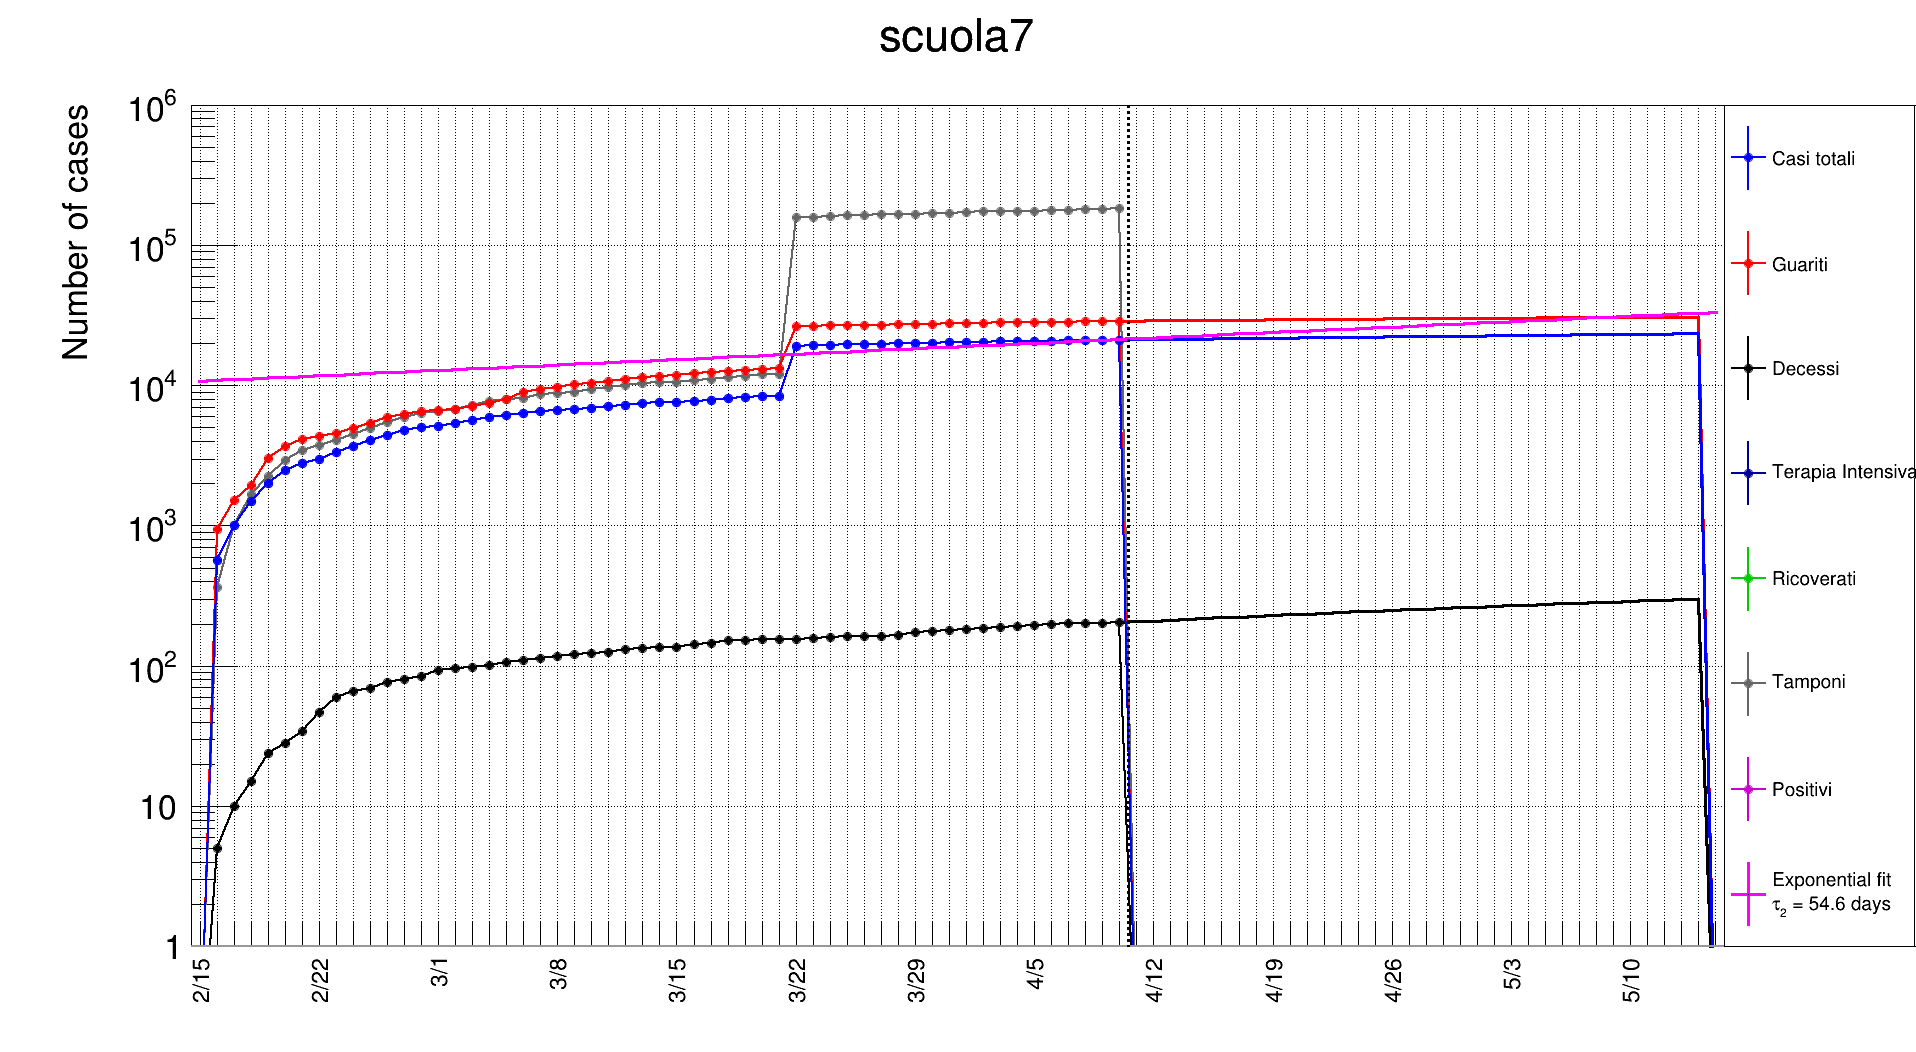 scuola7
Number of cases
10^6
10^5
10^4
10^3
10^2
10
1
2/15
2/22
3/1
3/8
3/15
3/22
3/29
4/5
4/12
4/19
4/26
5/3
5/10
Casi totali
Guariti
Decessi
Terapia Intensiva
Ricoverati
Tamponi
Positivi
Exponential fit
τ₂ = 54.6 days